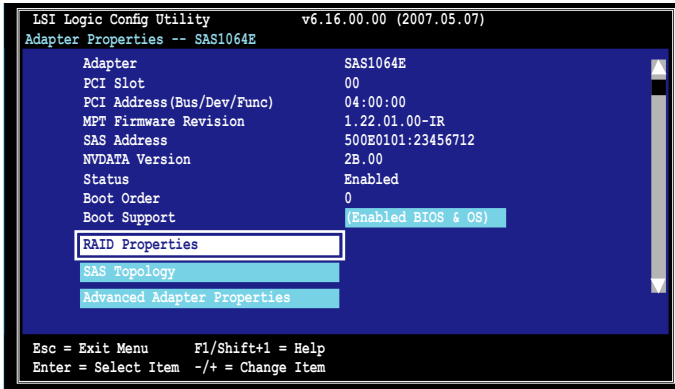 LSI Logic Config Utility v6.16.00.00 (2007.05.07)
Adapter Properties -- SAS1064E
Adapter SAS1064E
PCI Slot 00
PCI Address(Bus/Dev/Func) 04:00:00
MPT Firmware Revision 1.22.01.00-IR
SAS Address 500E0101:23456712
NVDATA Version 2B.00
Status Enabled
Boot Order 0
Boot Support (Enabled BIOS & OS)
RAID Properties
SAS Topology
Advanced Adapter Properties
Esc = Exit Menu F1/Shift+1 = Help
Enter = Select Item -/+ = Change Item